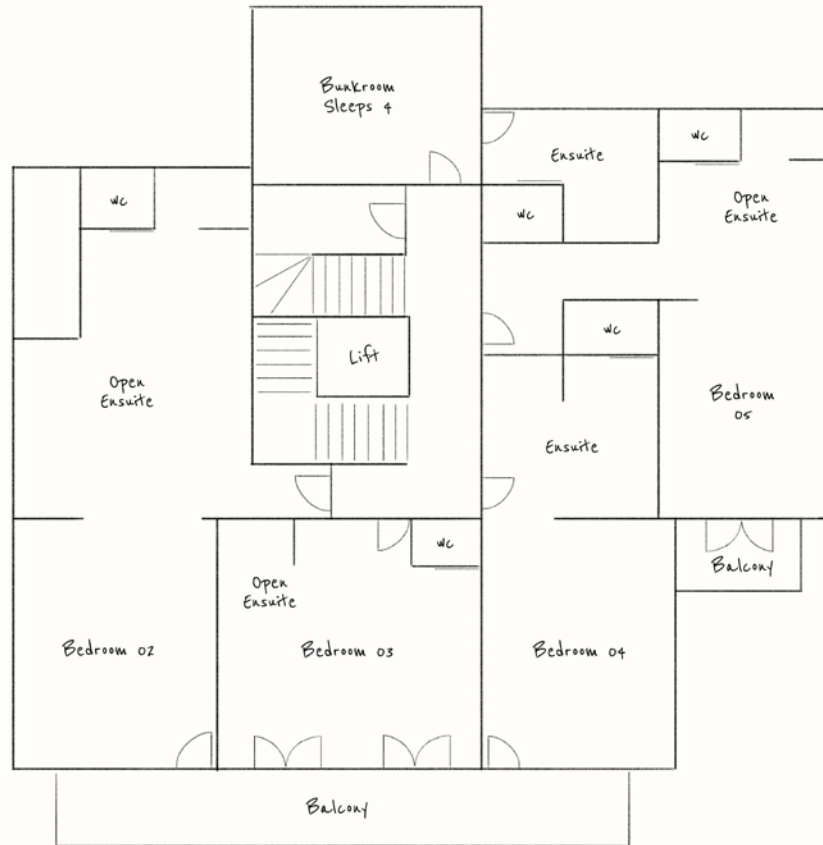 Bunkroom
Sleeps 4
WC
Ensuite
WC
Open
Ensuite
WC
WC
Lift
Open
Ensuite
Bedroom
05
Ensuite
WC
Open
Ensuite
Balcony
Bedroom 02
Bedroom 03
Bedroom 04
Balcony